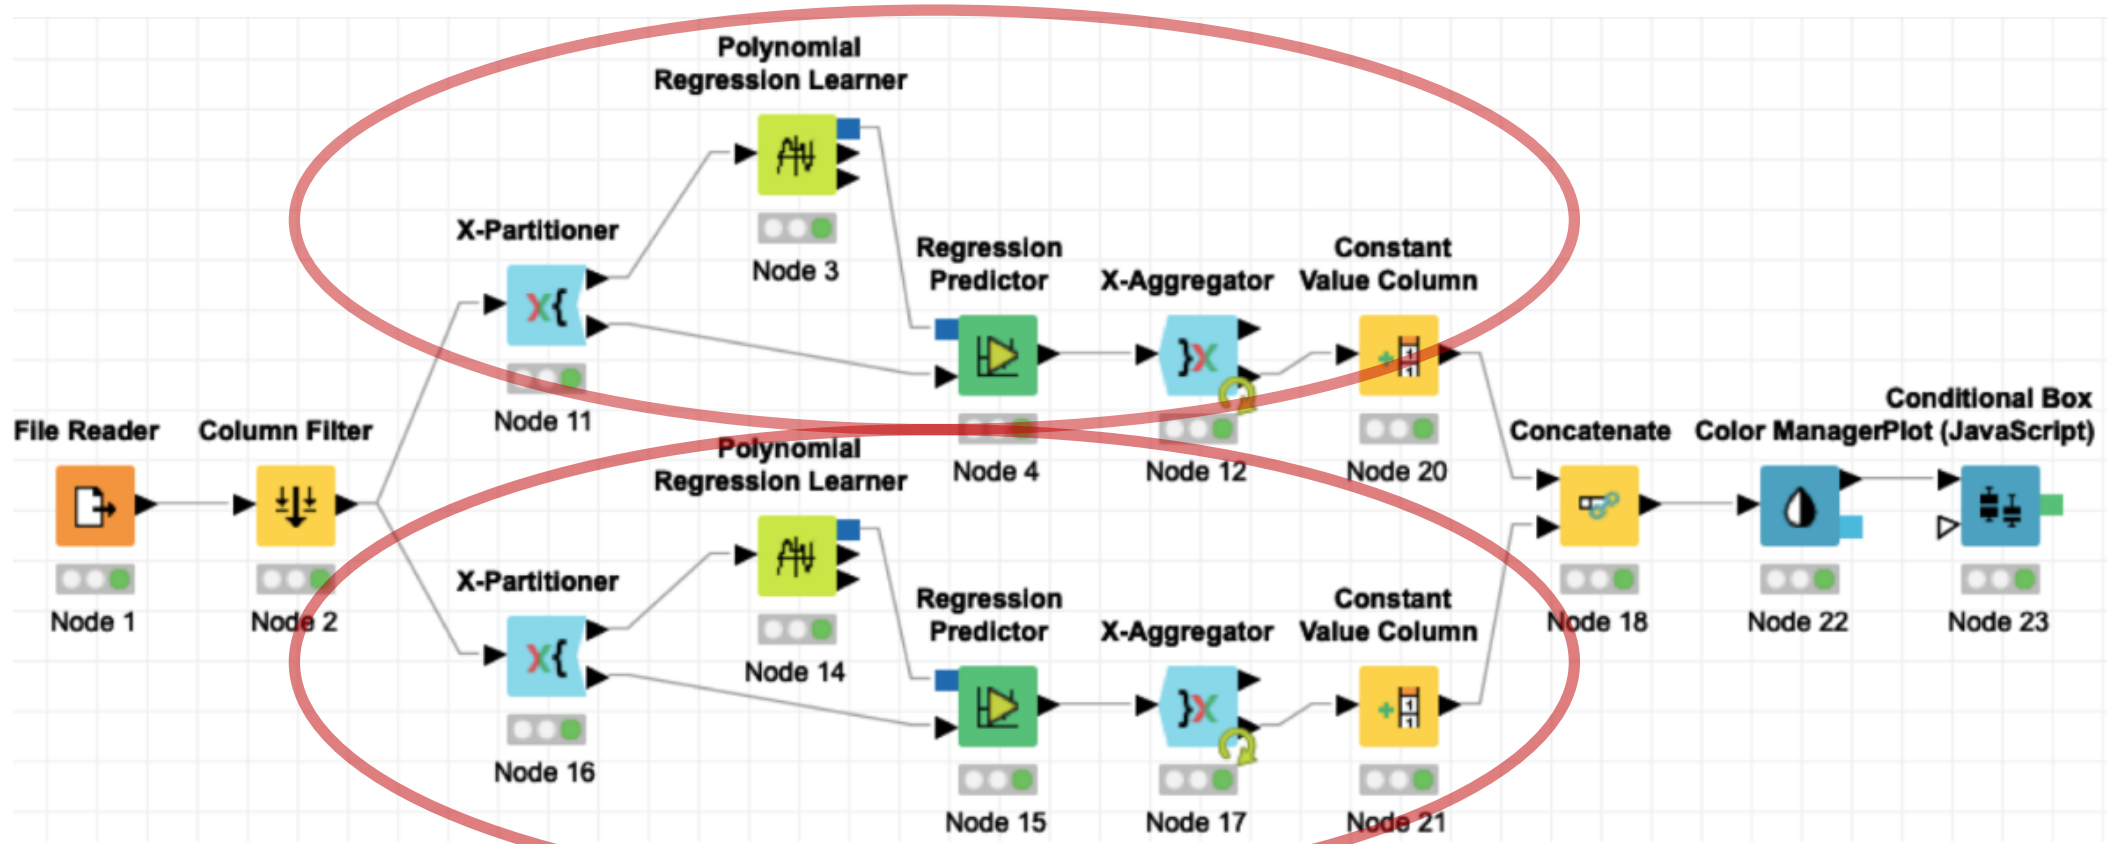 Polynomial
Regression Learner
Node 3
X-Partitioner
Node 11
Regression
Predictor
Node 4
X-Aggregator
Node 12
Constant
Value Column
Node 20
File Reader
Node 1
Column Filter
Node 2
Polynomial
Regression Learner
Node 14
X-Partitioner
Node 16
Regression
Predictor
Node 15
X-Aggregator
Node 17
Constant
Value Column
Node 21
Concatenate
Node 18
Color Manager
Node 22
Conditional Box
Plot (JavaScript)
Node 23